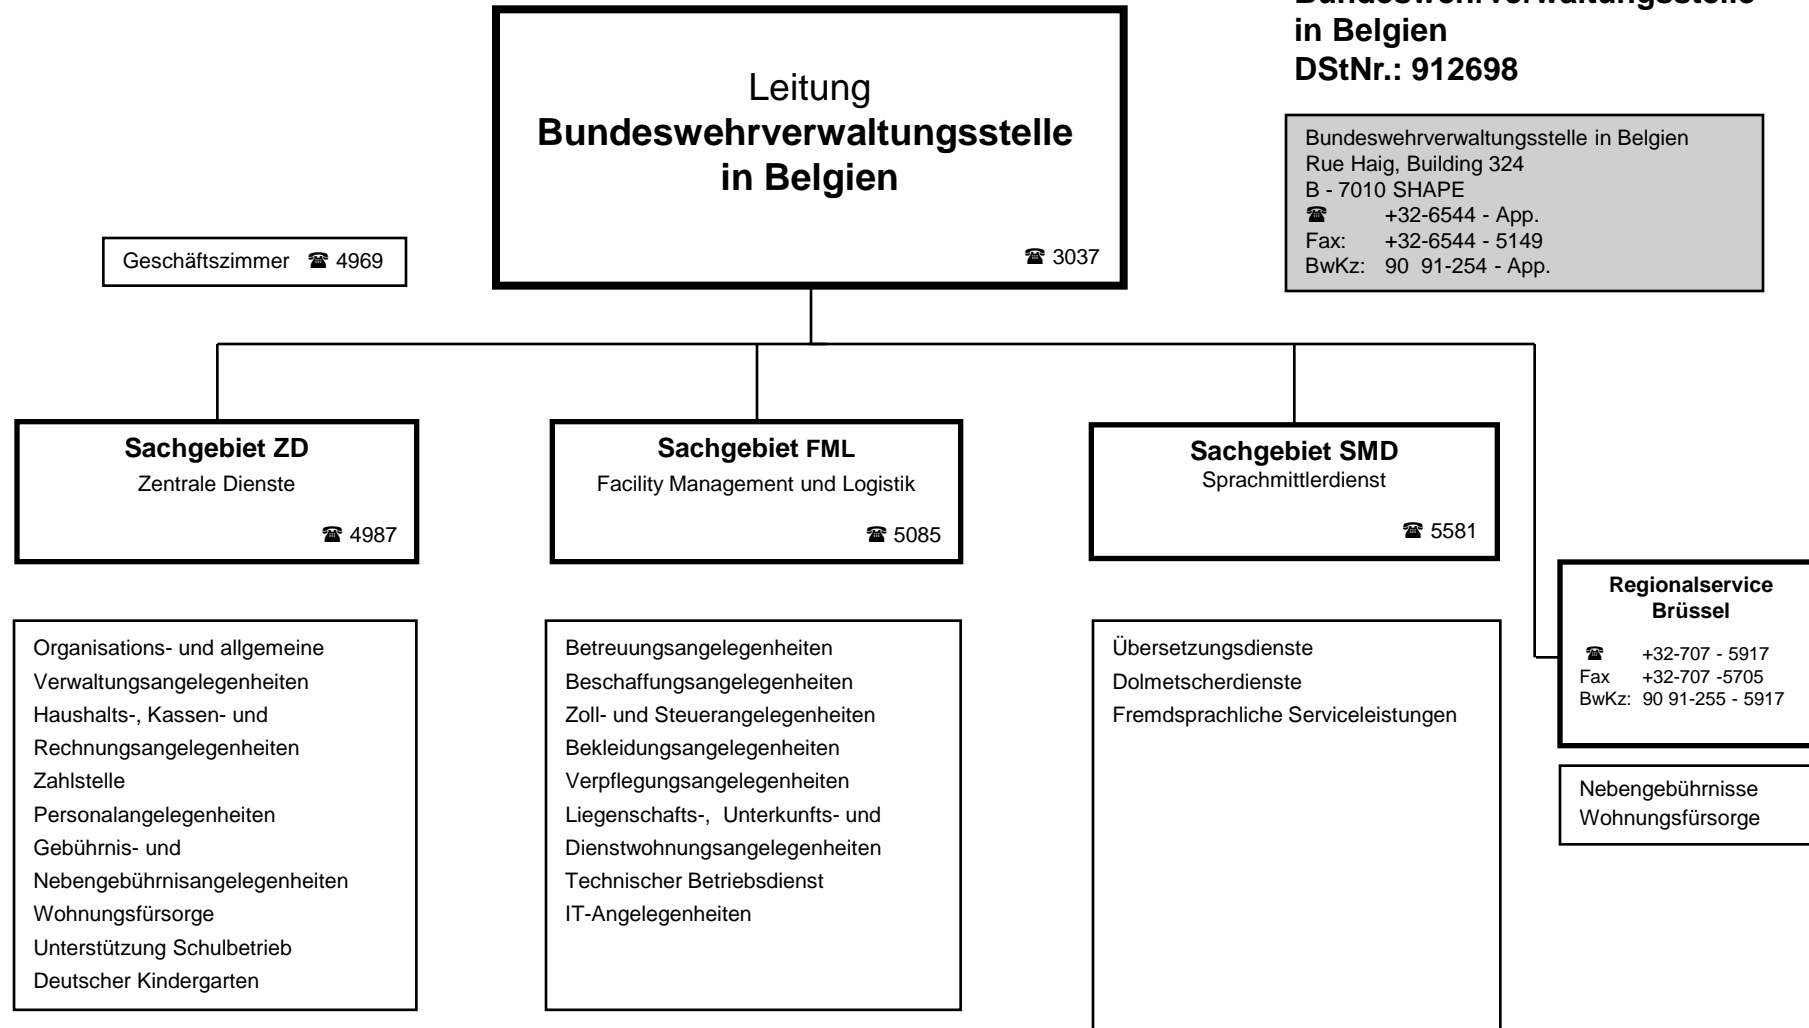 Bundeswehrverwaltungsstelle
in Belgien
DStNr.: 912698
Leitung
Bundeswehrverwaltungsstelle
in Belgien
☎ 3037
Bundeswehrverwaltungsstelle in Belgien
Rue Haig, Building 324
B - 7010 SHAPE
☎ +32-6544 - App.
Fax: +32-6544 - 5149
BwKz: 90 91-254 - App.
Geschäftszimmer ☎ 4969
Sachgebiet ZD
Zentrale Dienste
☎ 4987
Sachgebiet FML
Facility Management und Logistik
☎ 5085
Sachgebiet SMD
Sprachmittlerdienst
☎ 5581
Regionalservice
Brüssel
☎ +32-707 - 5917
Fax +32-707 -5705
BwKz: 90 91-255 - 5917
Organisations- und allgemeine
Verwaltungsangelegenheiten
Haushalts-, Kassen- und
Rechnungsangelegenheiten
Zahlstelle
Personalangelegenheiten
Gebührnis- und
Nebengebührnisangelegenheiten
Wohnungsfürsorge
Unterstützung Schulbetrieb
Deutscher Kindergarten
Betreuungsangelegenheiten
Beschaffungsangelegenheiten
Zoll- und Steuerangelegenheiten
Bekleidungsangelegenheiten
Verpflegungsangelegenheiten
Liegenschafts-, Unterkunfts- und
Dienstwohnungsangelegenheiten
Technischer Betriebsdienst
IT-Angelegenheiten
Übersetzungsdienste
Dolmetscherdienste
Fremdsprachliche Serviceleistungen
Nebengebührnisse
Wohnungsfürsorge